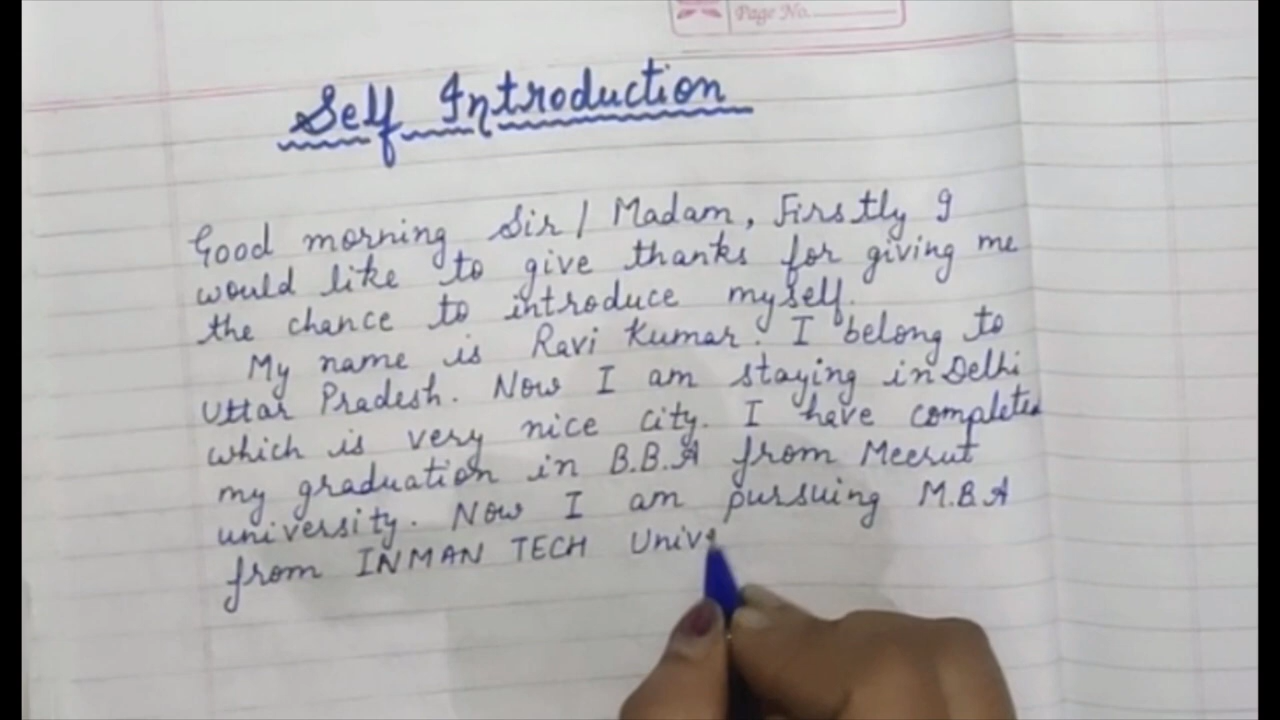 Page No.
Self Introduction
Good morning Sir / Madam, Firstly I
would like to give thanks for giving me
the chance to introduce myself.
My name is Ravi Kumar. I belong to
Uttar Pradesh. Now I am staying in Delhi
which is very nice city. I have completed
my graduation in B.B.A from Meerut
university. Now I am pursuing M.B.A
from INMAN TECH Unive